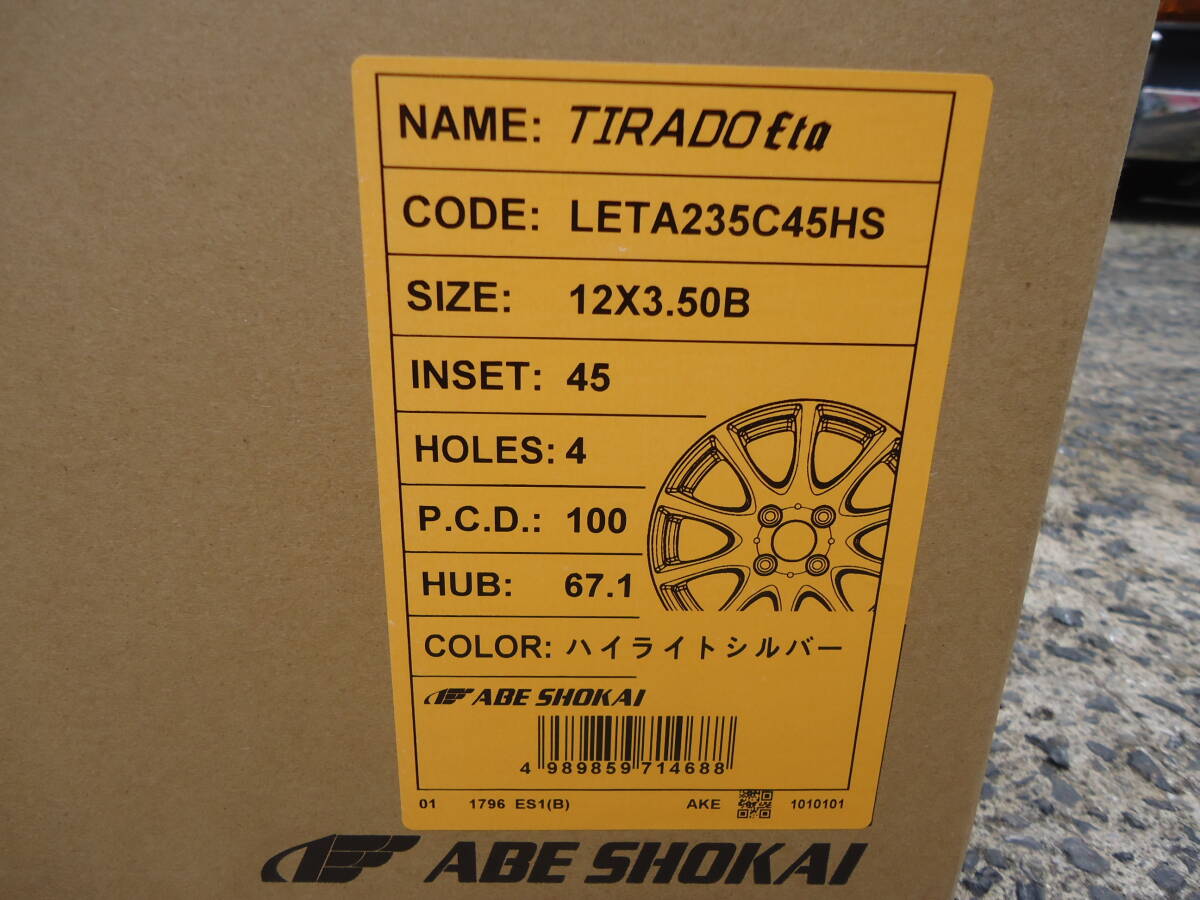 NAME: TIRADO Eta
CODE: LETA235C45HS
SIZE: 12X3.50B
INSET: 45
HOLES: 4
P.C.D.: 100
HUB: 67.1
COLOR: ハイライトシルバー
ABE SHOKAI
4 989859 714688
01 1796 ES1(B) AKE 1010101
ABE SHOKAI